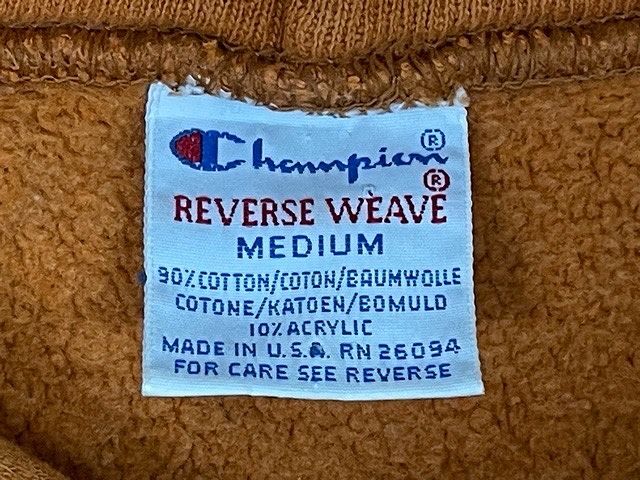 Champion®
REVERSE WEAVE®
MEDIUM
90% COTTON/COTON/BAUMWOLLE
COTONE/KATOEN/BOMULD
10% ACRYLIC
MADE IN U.S.A. RN 26094
FOR CARE SEE REVERSE